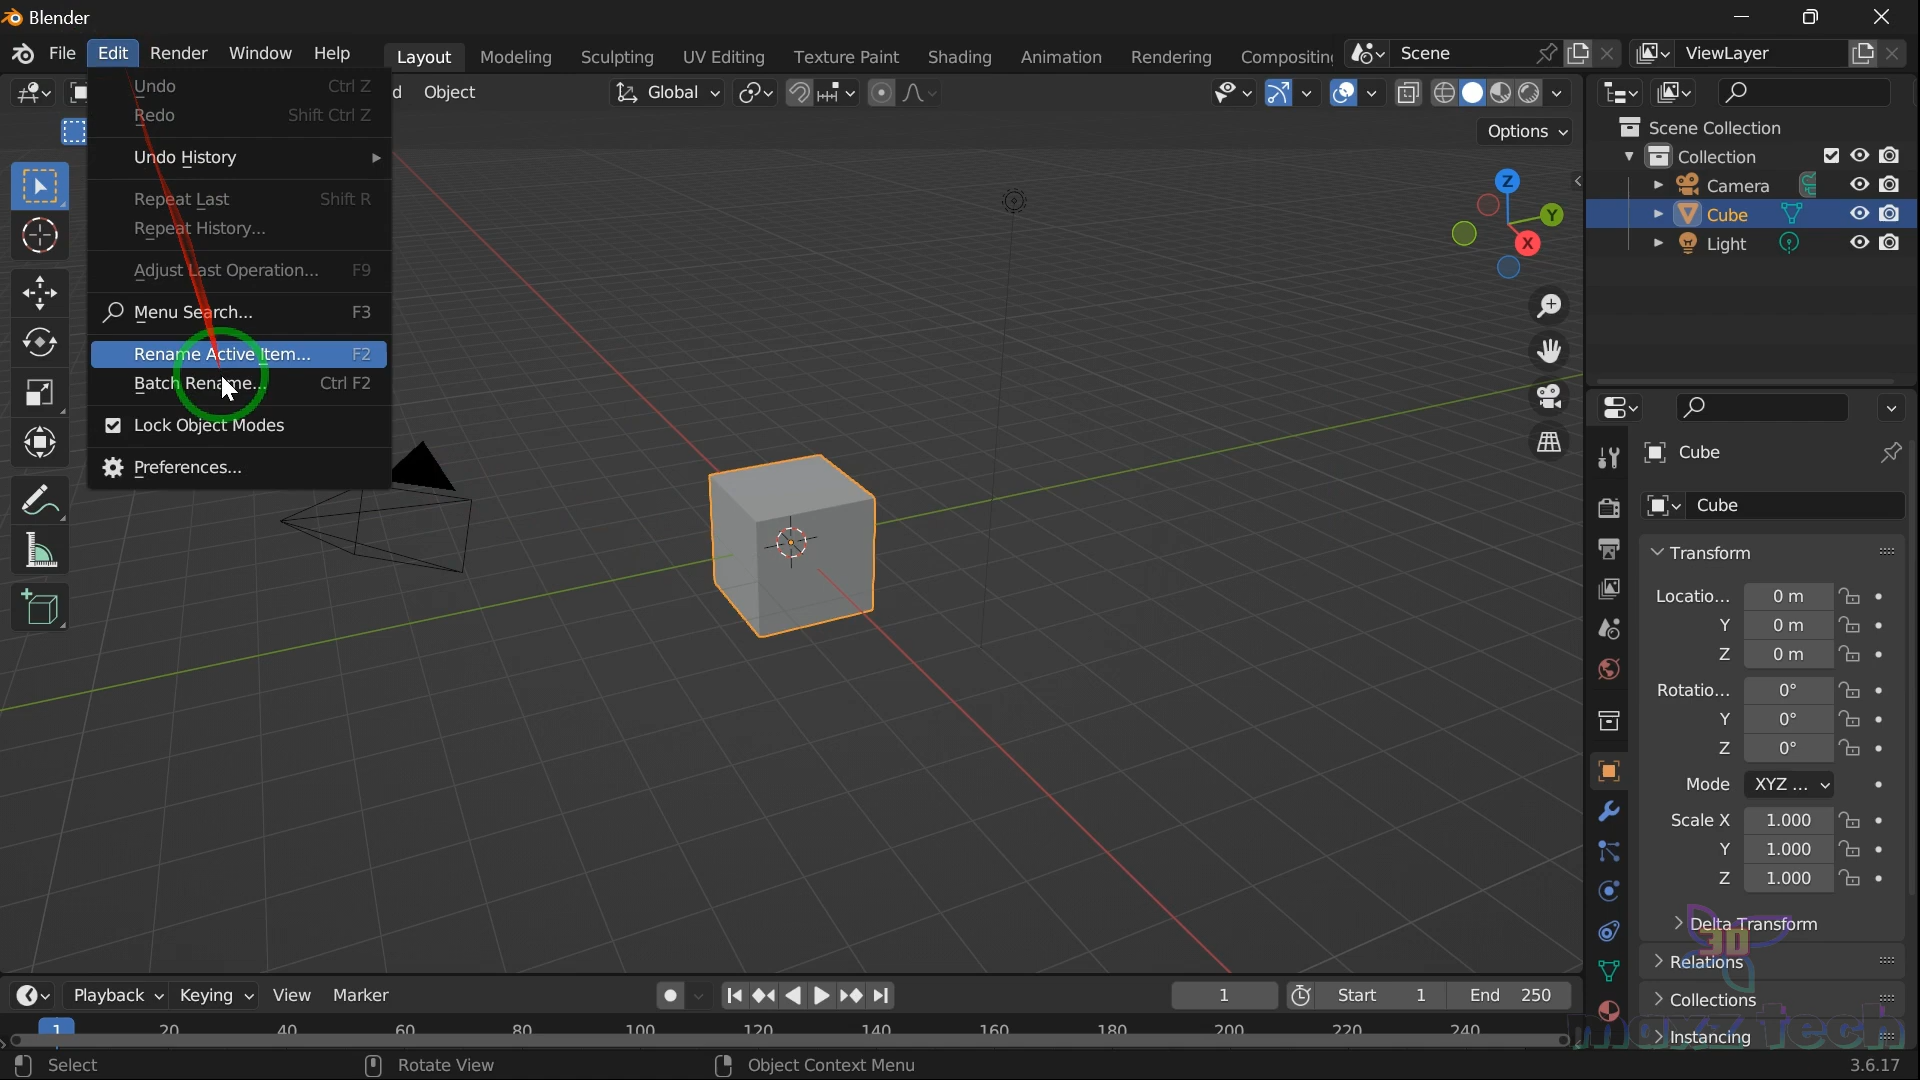 Blender
File Edit Render Window Help Layout Modeling Sculpting UV Editing Texture Paint Shading Animation Rendering Compositing Scene ViewLayer
d Object Global
Options
Undo Ctrl Z
Redo Shift Ctrl Z
Undo History
Repeat Last Shift R
Repeat History...
Adjust Last Operation... F9
Menu Search... F3
Rename Active Item... F2
Batch Rename... Ctrl F2
Lock Object Modes
Preferences...
Z
Y
X
Scene Collection
Collection
Camera
Cube
Light
Cube
Cube
Transform
Locatio... 0 m
Y 0 m
Z 0 m
Rotatio... 0°
Y 0°
Z 0°
Mode XYZ ...
Scale X 1.000
Y 1.000
Z 1.000
Delta Transform
3D
Relations
Collections
Instancing
tech
Playback Keying View Marker 1 Start 1 End 250
1 20 40 60 80 100 120 140 160 180 200 220 240
Select Rotate View Object Context Menu 3.6.17